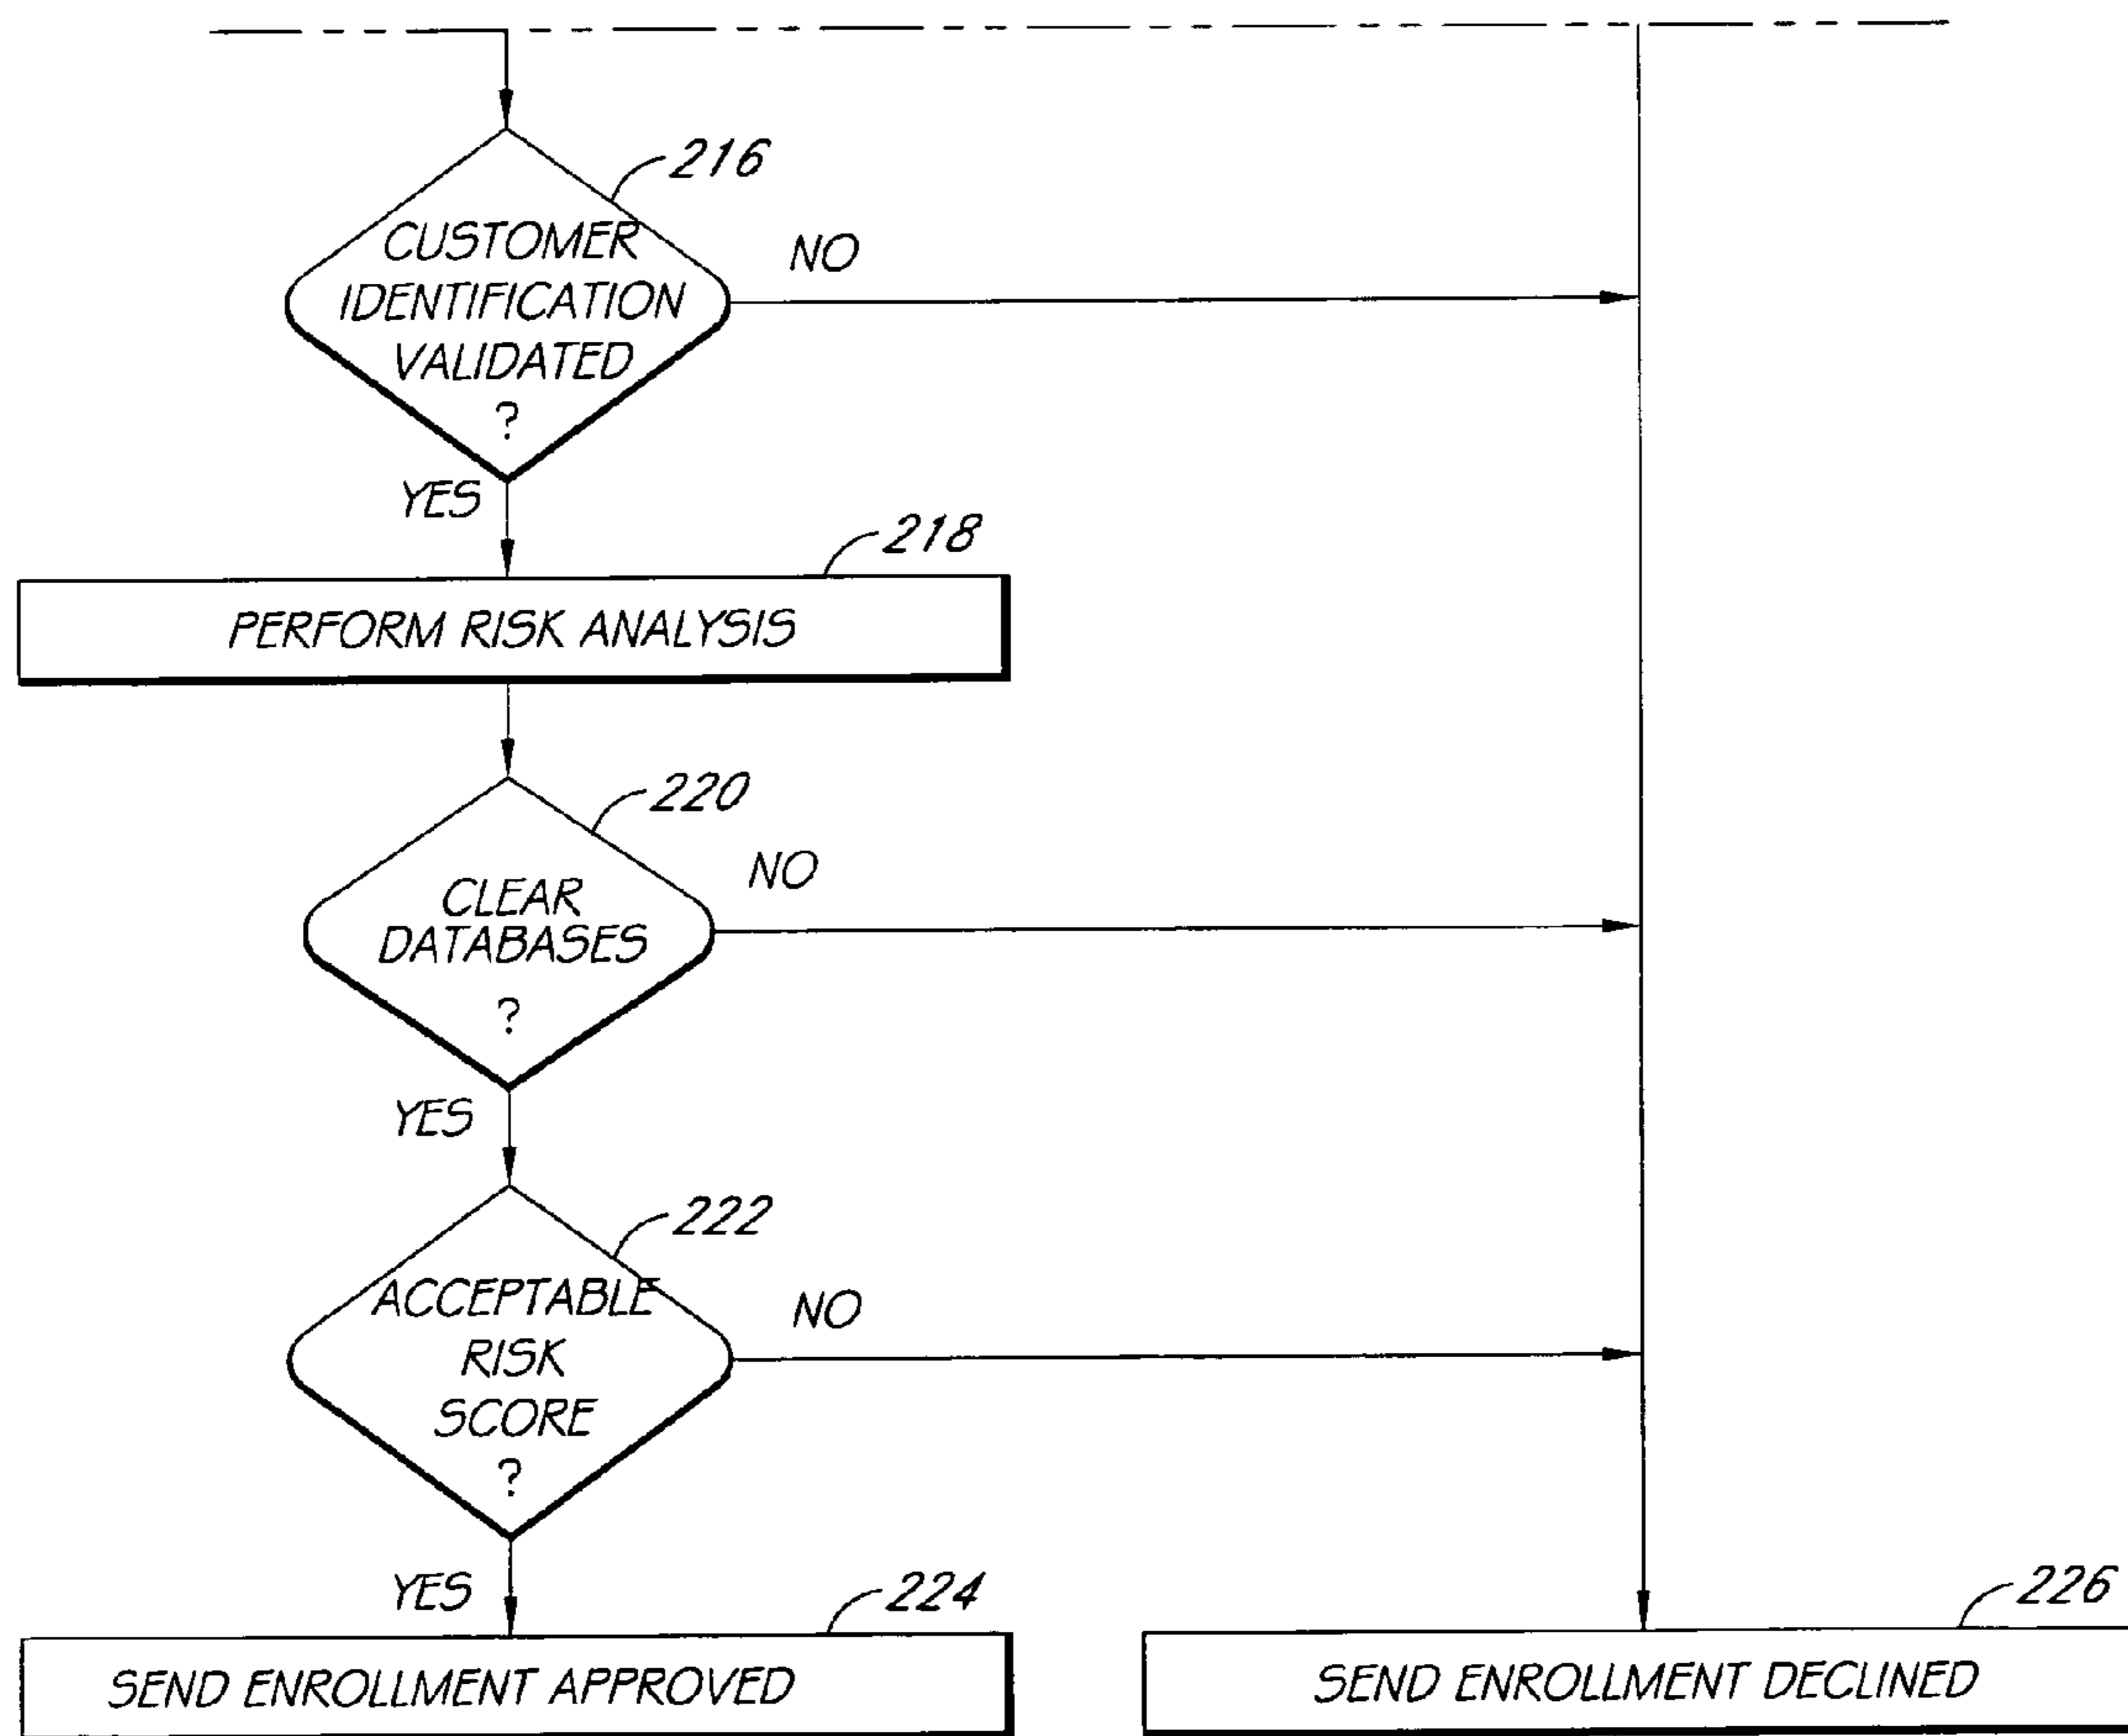 216
CUSTOMER
IDENTIFICATION
VALIDATED
?
NO
YES
218
PERFORM RISK ANALYSIS
220
CLEAR
DATABASES
?
NO
YES
222
ACCEPTABLE
RISK
SCORE
?
NO
YES
224
SEND ENROLLMENT APPROVED
226
SEND ENROLLMENT DECLINED